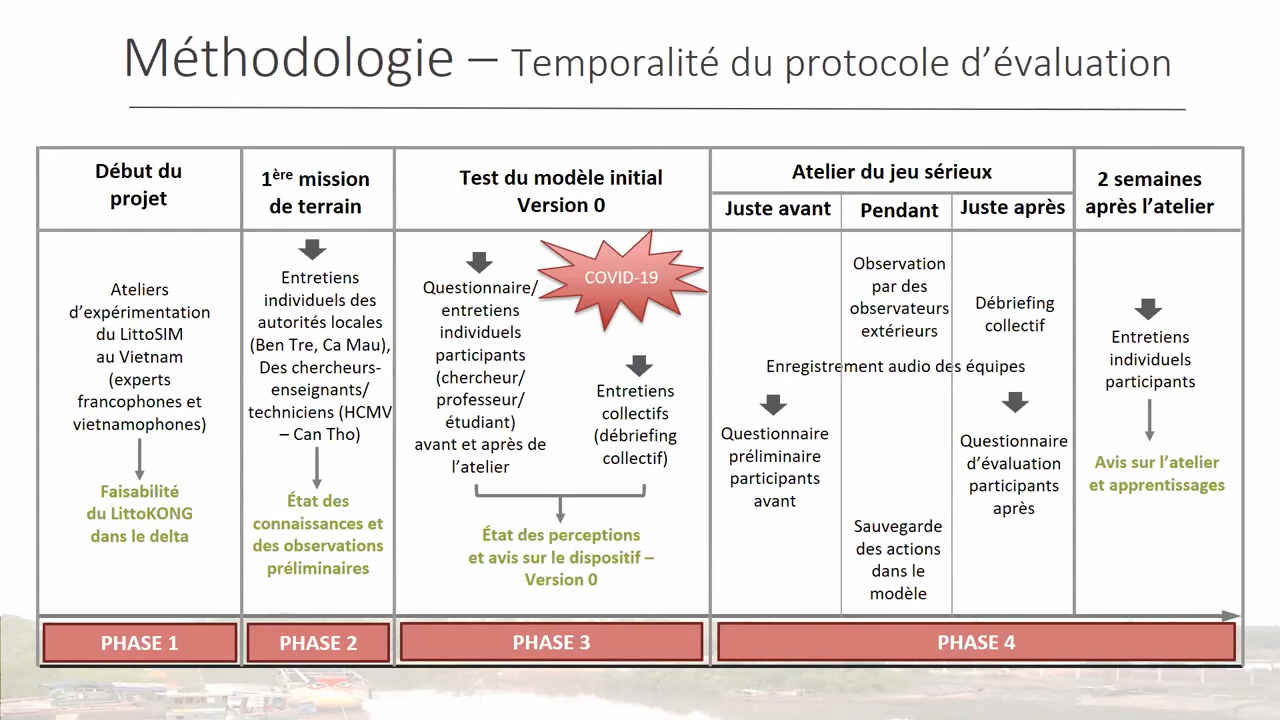 Méthodologie – Temporalité du protocole d'évaluation
Début du
projet
1ère mission
de terrain
Test du modèle initial
Version 0
Atelier du jeu sérieux
Juste avant
Pendant
Juste après
2 semaines
après l'atelier
Ateliers
d'expérimentation
du LittoSIM
au Vietnam
(experts
francophones et
vietnamophones)
Faisabilité
du LittoKONG
dans le delta
Entretiens
individuels des
autorités locales
(Ben Tre, Ca Mau),
Des chercheurs-
enseignants/
techniciens (HCMV
– Can Tho)
État des
connaissances et
des observations
préliminaires
Questionnaire/
entretiens
individuels
participants
(chercheur/
professeur/
étudiant)
avant et après de
l'atelier
COVID-19
Entretiens
collectifs
(débriefing
collectif)
État des perceptions
et avis sur le dispositif –
Version 0
Observation
par des
observateurs
extérieurs
Débriefing
collectif
Enregistrement audio des équipes
Questionnaire
préliminaire
participants
avant
Sauvegarde
des actions
dans le
modèle
Questionnaire
d'évaluation
participants
après
Entretiens
individuels
participants
Avis sur l'atelier
et apprentissages
PHASE 1
PHASE 2
PHASE 3
PHASE 4